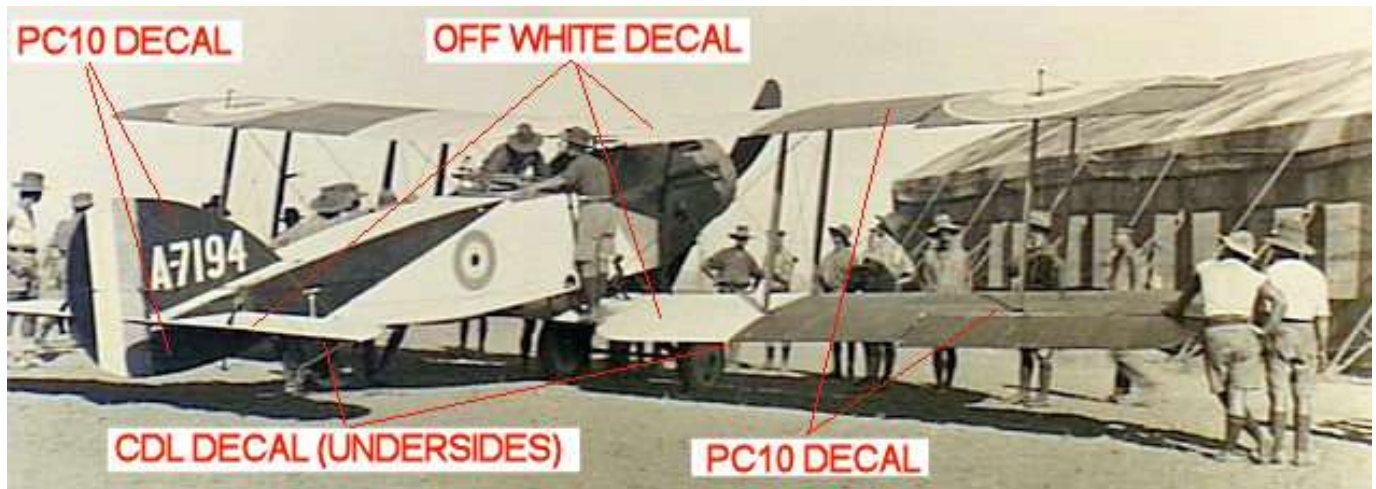 PC10 DECAL
OFF WHITE DECAL
A-7194
CDL DECAL (UNDERSIDES)
PC10 DECAL